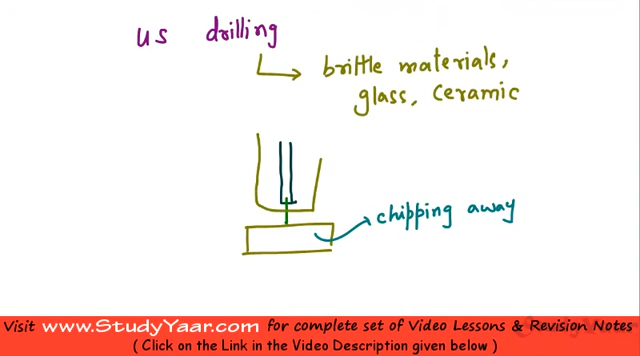 us drilling
brittle materials,
glass, ceramic
chipping away
Visit www.StudyYaar.com for complete set of Video Lessons & Revision Notes
( Click on the Link in the Video Description given below )